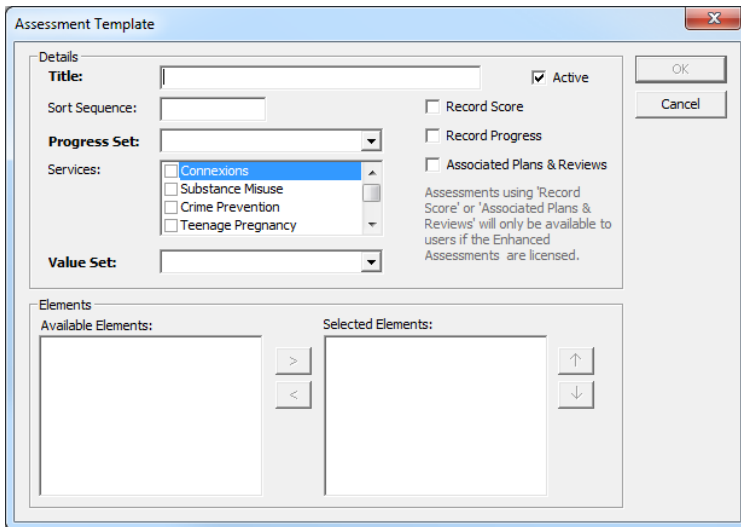 Assessment Template
Details
Title:
Active
OK
Sort Sequence:
Record Score
Cancel
Progress Set:
Record Progress
Services:
Connexions
Substance Misuse
Crime Prevention
Teenage Pregnancy
Associated Plans & Reviews
Assessments using 'Record
Score' or 'Associated Plans &
Reviews' will only be available to
users if the Enhanced
Assessments are licensed.
Value Set:
Elements
Available Elements:
Selected Elements:
>
<
↑
↓